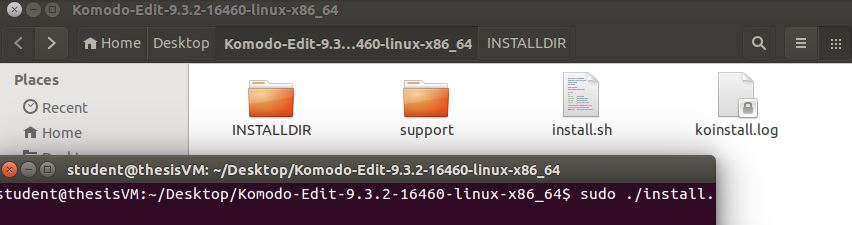 Komodo-Edit-9.3.2-16460-linux-x86_64
Home Desktop Komodo-Edit-9.3...460-linux-x86_64 INSTALLDIR
Places
Recent
Home
INSTALLDIR support install.sh koinstall.log
student@thesisVM: ~/Desktop/Komodo-Edit-9.3.2-16460-linux-x86_64
student@thesisVM:~/Desktop/Komodo-Edit-9.3.2-16460-linux-x86_64$ sudo ./install.